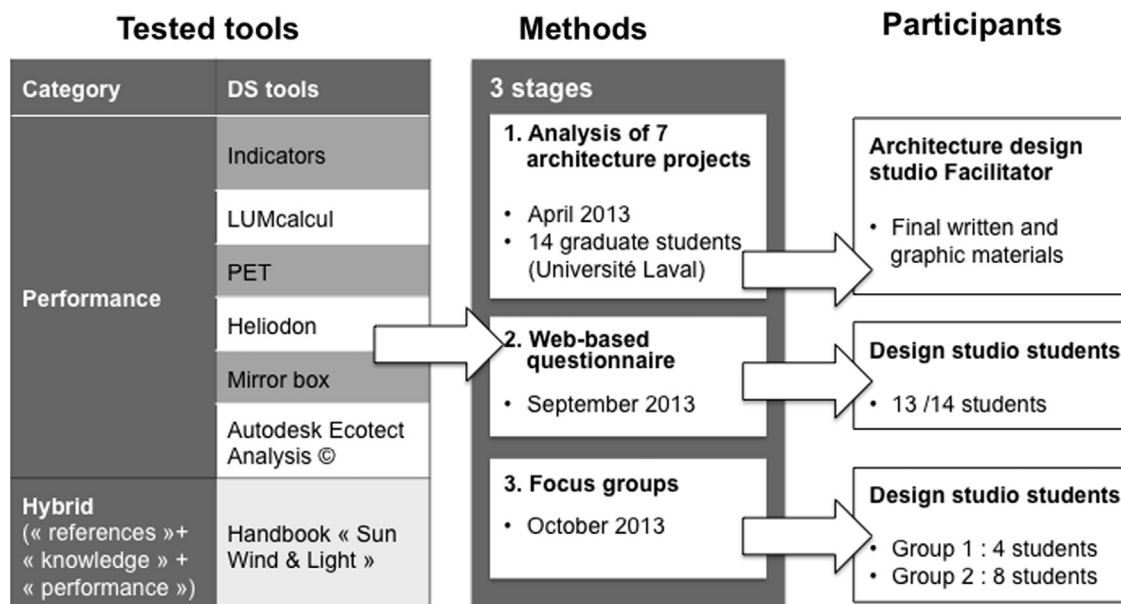 Tested tools
Category
DS tools
Performance
Indicators
LUMcalcul
PET
Heliodon
Mirror box
Autodesk Ecotect
Analysis ©
Hybrid
(« references »+
« knowledge » +
« performance »)
Handbook « Sun
Wind & Light »
Methods
3 stages
1. Analysis of 7
architecture projects
• April 2013
• 14 graduate students
(Université Laval)
2. Web-based
questionnaire
• September 2013
3. Focus groups
• October 2013
Participants
Architecture design
studio Facilitator
• Final written and
graphic materials
Design studio students
• 13 /14 students
Design studio students
• Group 1 : 4 students
• Group 2 : 8 students